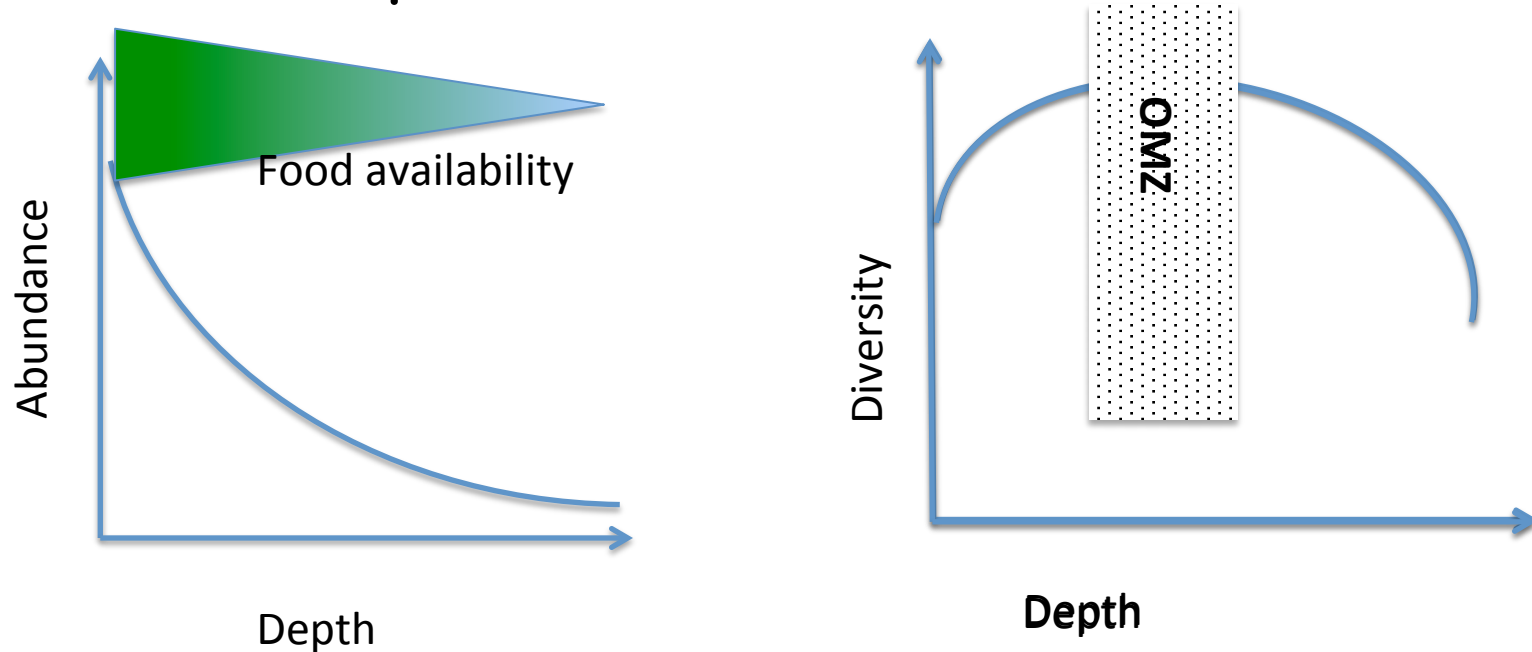 Food availability
Abundance
Depth
OMZ
Diversity
Depth